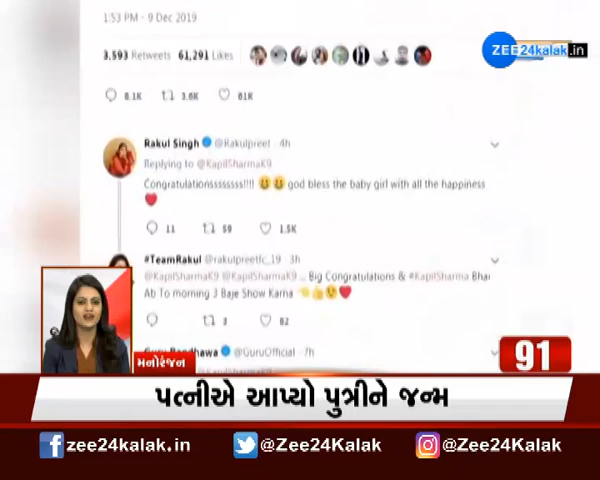 1:53 PM - 9 Dec 2019
ZEE24kalak.in
3,593 Retweets 61,291 Likes
8.1K 3.6K 61K
Rakul Singh @Rakulpreet · 4h
Replying to @KapilSharmaK9
Congratulationssssssss!!!! 😃 😃 god bless the baby girl with all the happiness
❤️
11 59 1.5K
#TeamRakul @rakulpreetfc_19 · 3h
@KapilSharmaK9 @KapilSharmaK9 ... Big Congratulations & #KapilSharma Bhai
Ab To morning 3 Baje Show Karna
3 82
@GuruOfficial · 7h
મનોરંજન
91
પત્નીએ આપ્યો પુત્રીને જન્મ
zee24kalak.in @Zee24Kalak @Zee24Kalak